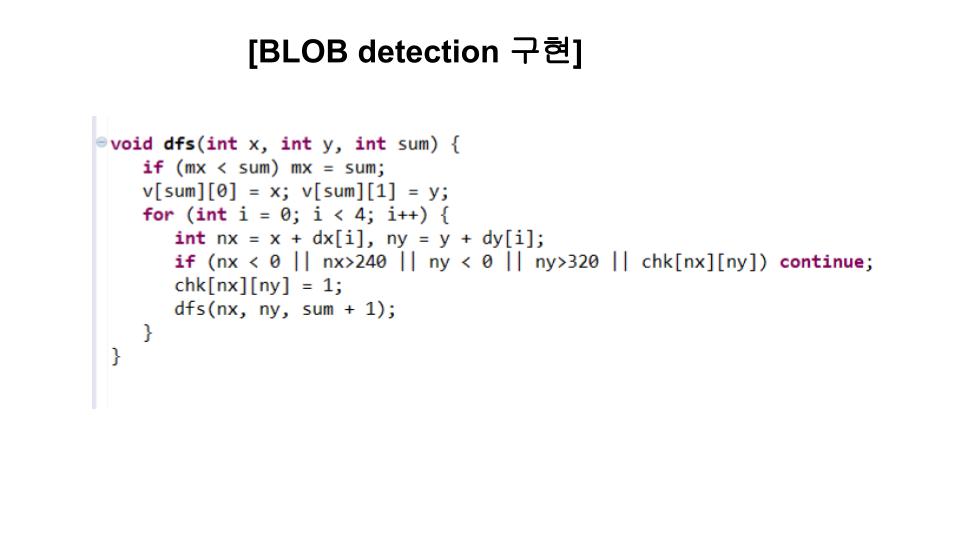 [BLOB detection 구현]
void dfs(int x, int y, int sum) {
if (mx < sum) mx = sum;
v[sum][0] = x; v[sum][1] = y;
for (int i = 0; i < 4; i++) {
int nx = x + dx[i], ny = y + dy[i];
if (nx < 0 || nx>240 || ny < 0 || ny>320 || chk[nx][ny]) continue;
chk[nx][ny] = 1;
dfs(nx, ny, sum + 1);
}
}